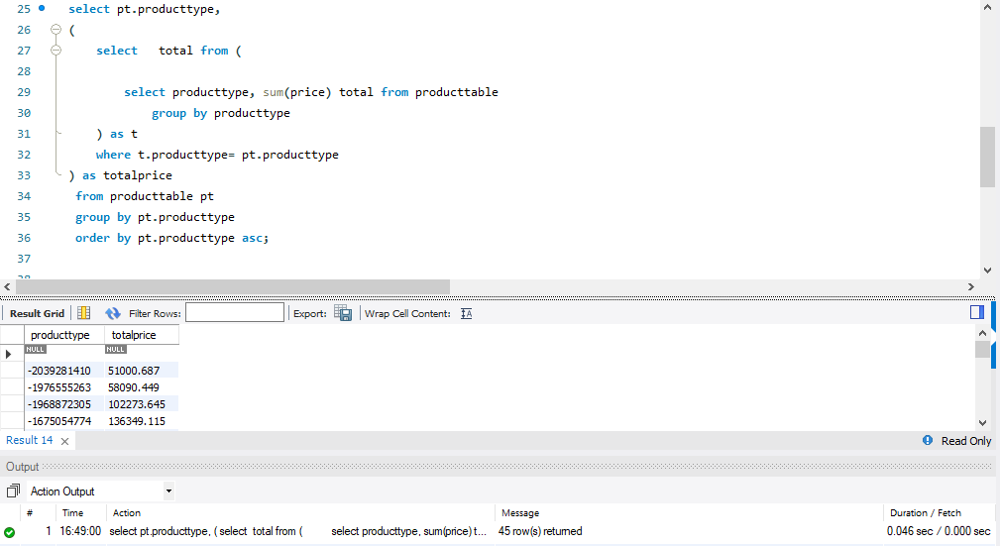 25 select pt.producttype,
26 (
27 select total from (
28
29 select producttype, sum(price) total from producttable
30 group by producttype
31 ) as t
32 where t.producttype= pt.producttype
33 ) as totalprice
34 from producttable pt
35 group by pt.producttype
36 order by pt.producttype asc;
37
Result Grid Filter Rows: Export: Wrap Cell Content: IA
producttype totalprice
NULL NULL
-2039281410 51000.687
-1976555263 58090.449
-1968872305 102273.645
-1675054774 136349.115
Result 14 Read Only
Output
Action Output
# Time Action Message Duration / Fetch
1 16:49:00 select pt.producttype, ( select total from ( select producttype, sum(price) t... 45 row(s) returned 0.046 sec / 0.000 sec